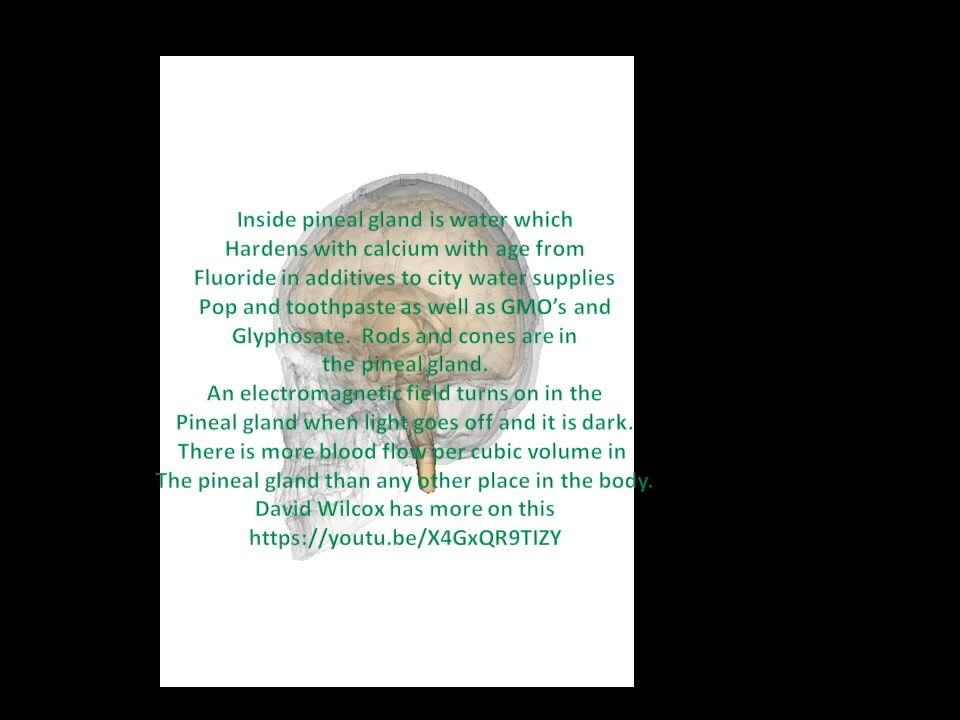 Inside pineal gland is water which
Hardens with calcium with age from
Fluoride in additives to city water supplies
Pop and toothpaste as well as GMO’s and
Glyphosate.  Rods and cones are in
the pineal gland.
An electromagnetic field turns on in the
Pineal gland when light goes off and it is dark.
There is more blood flow per cubic volume in
The pineal gland than any other place in the body.
David Wilcox has more on this
https://youtu.be/X4GxQR9TIZY